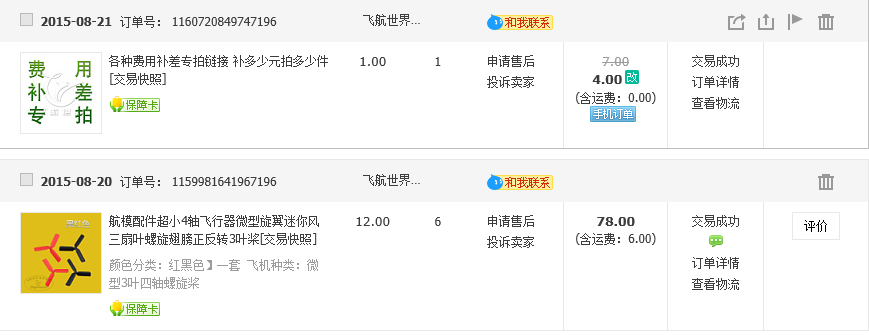 2015-08-21 订单号： 1160720849747196 飞航世界... 和我联系
费 用
补 差
专 拍
各种费用补差专拍链接 补多少元拍多少件
[交易快照]
保障卡
1.00
1
申请售后
投诉卖家
7.00
4.00 改
(含运费：0.00)
手机订单
交易成功
订单详情
查看物流
2015-08-20 订单号： 1159981641967196 飞航世界... 和我联系
黑红色
航模配件超小4轴飞行器微型旋翼迷你风
三扇叶螺旋翅膀正反转3叶桨[交易快照]
颜色分类：红黑色】一套 飞机种类：微
型3叶四轴螺旋桨
保障卡
12.00
6
申请售后
投诉卖家
78.00
(含运费：6.00)
交易成功
订单详情
查看物流
评价